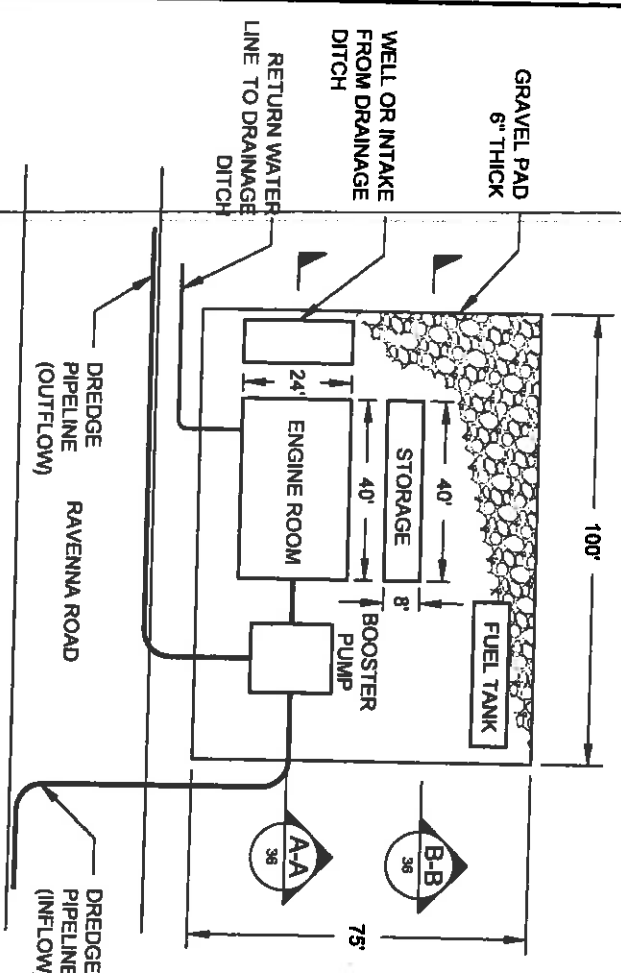 GRAVEL PAD
6" THICK
WELL OR INTAKE
FROM DRAINAGE
DITCH
RETURN WATER
LINE TO DRAINAGE
DITCH
100'
FUEL TANK
STORAGE
40'
8'
40'
24'
ENGINE ROOM
BOOSTER
PUMP
B-B
36
A-A
36
75'
DREDGE
PIPELINE
(OUTFLOW)
RAVENNA ROAD
DREDGE
PIPELINE
(INFLOW